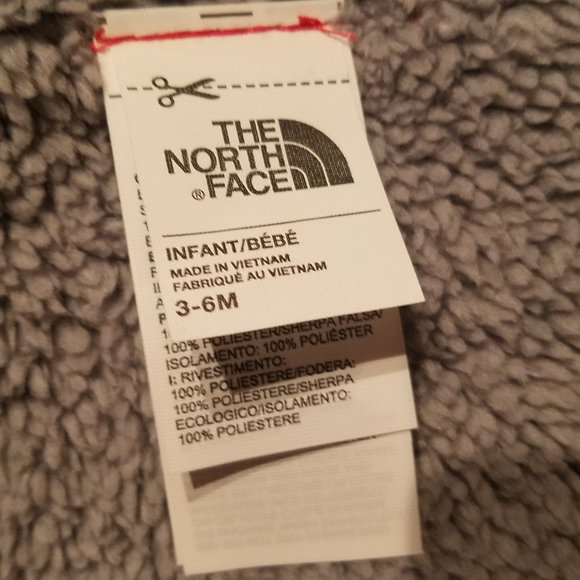 THE
NORTH
® FACE
INFANT/BÉBÉ
MADE IN VIETNAM
FABRIQUÉ AU VIETNAM
3-6M
100% POLIÉSTER/SHERPA FALSA/
ISOLAMENTO: 100% POLIÉSTER
I: RIVESTIMENTO:
100% POLIESTERE/FODERA:
100% POLIESTERE/SHERPA
ECOLOGICO/ISOLAMENTO:
100% POLIESTERE